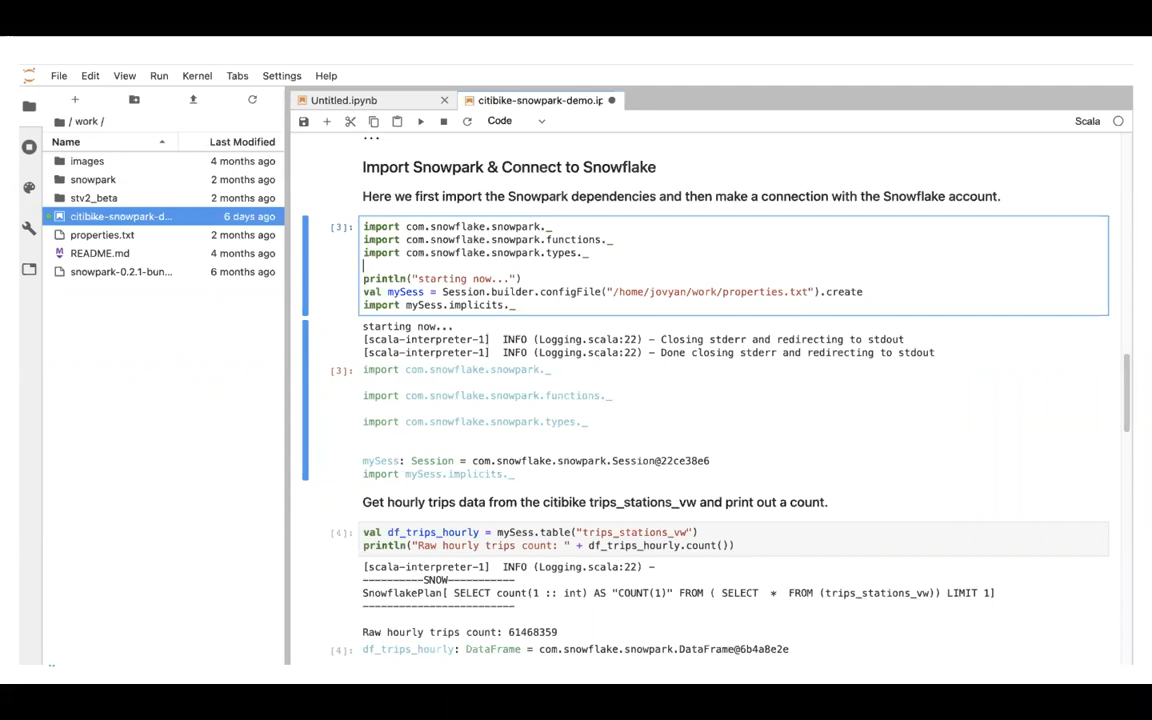 File Edit View Run Kernel Tabs Settings Help
Untitled.ipynb
citibike-snowpark-demo.ip
/ work /
Code
Scala
Name Last Modified
images 4 months ago
snowpark 2 months ago
stv2_beta 2 months ago
citibike-snowpark-d... 6 days ago
properties.txt 2 months ago
README.md 4 months ago
snowpark-0.2.1-bun... 6 months ago
...
Import Snowpark & Connect to Snowflake
Here we first import the Snowpark dependencies and then make a connection with the Snowflake account.
[3]: import com.snowflake.snowpark._
import com.snowflake.snowpark.functions._
import com.snowflake.snowpark.types._
println("starting now...")
val mySess = Session.builder.configFile("/home/jovyan/work/properties.txt").create
import mySess.implicits._
starting now...
[scala-interpreter-1] INFO (Logging.scala:22) - Closing stderr and redirecting to stdout
[scala-interpreter-1] INFO (Logging.scala:22) - Done closing stderr and redirecting to stdout
[3]: import com.snowflake.snowpark._
import com.snowflake.snowpark.functions._
import com.snowflake.snowpark.types._
mySess: Session = com.snowflake.snowpark.Session@22ce38e6
import mySess.implicits._
Get hourly trips data from the citibike trips_stations_vw and print out a count.
[4]: val df_trips_hourly = mySess.table("trips_stations_vw")
println("Raw hourly trips count: " + df_trips_hourly.count())
[scala-interpreter-1] INFO (Logging.scala:22) -
----------SNOW-----------
SnowflakePlan[ SELECT count(1 :: int) AS "COUNT(1)" FROM ( SELECT * FROM (trips_stations_vw)) LIMIT 1]
-------------------------
Raw hourly trips count: 61468359
[4]: df_trips_hourly: DataFrame = com.snowflake.snowpark.DataFrame@6b4a8e2e